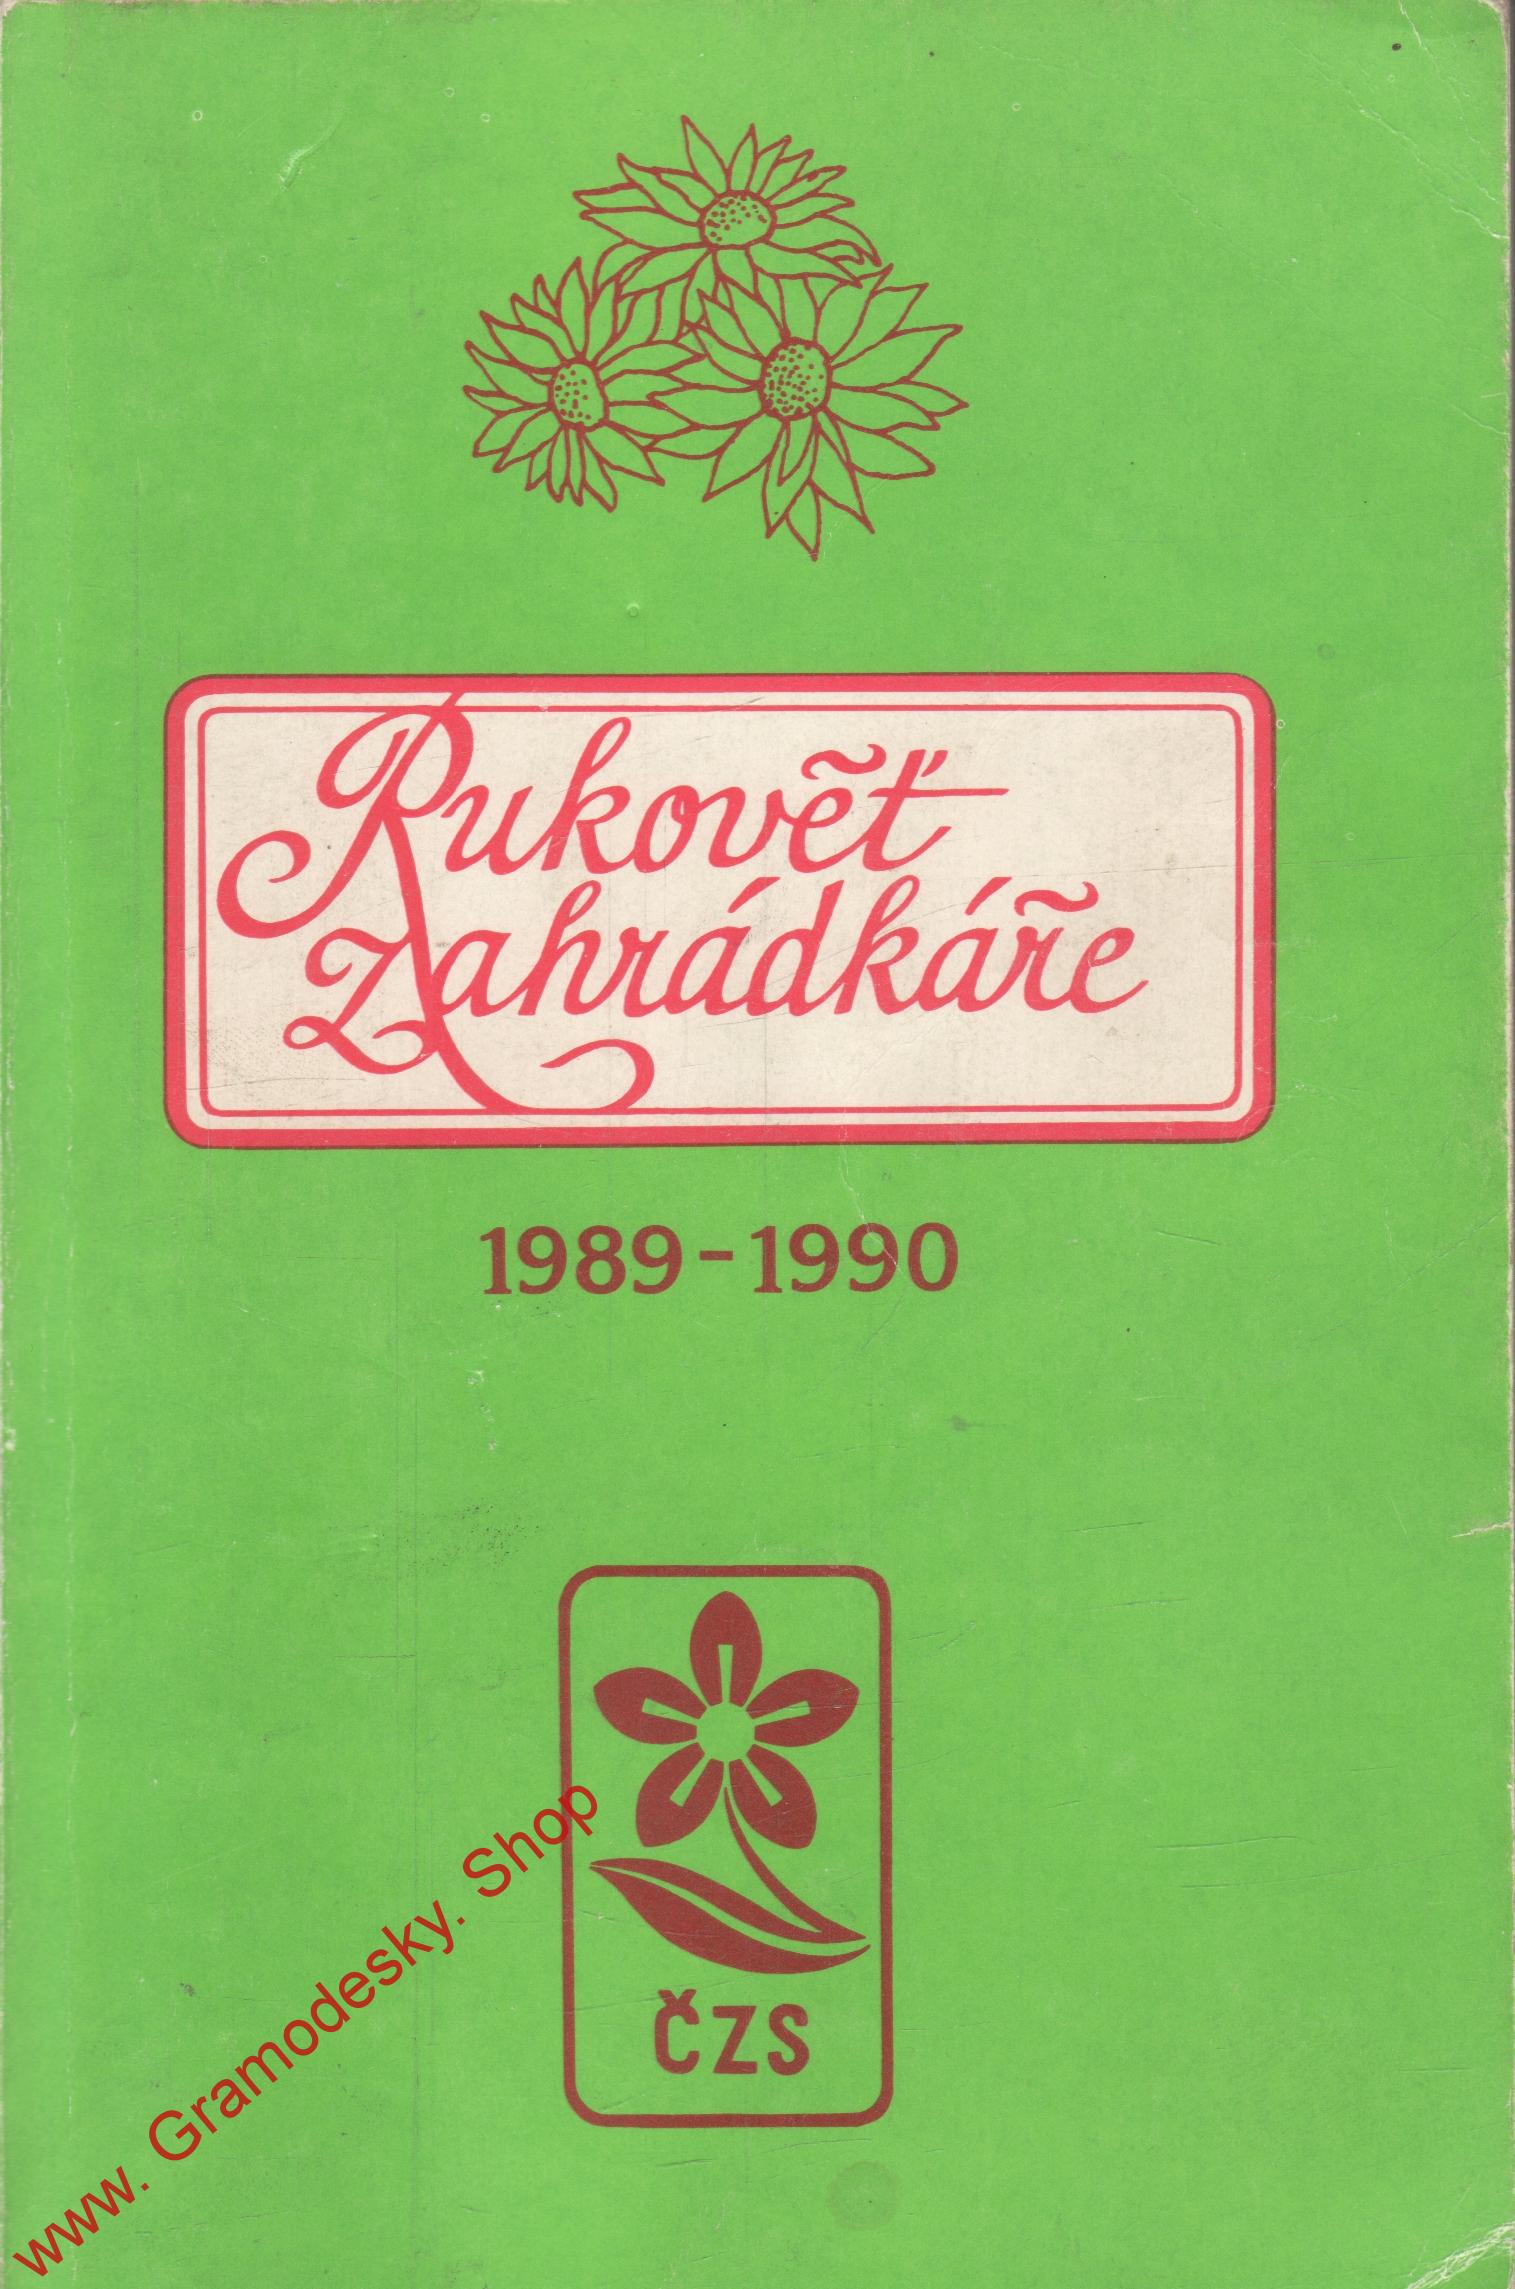 Rukověť
zahrádkáře
1989-1990
ČZS
www. Gramodesky. Shop